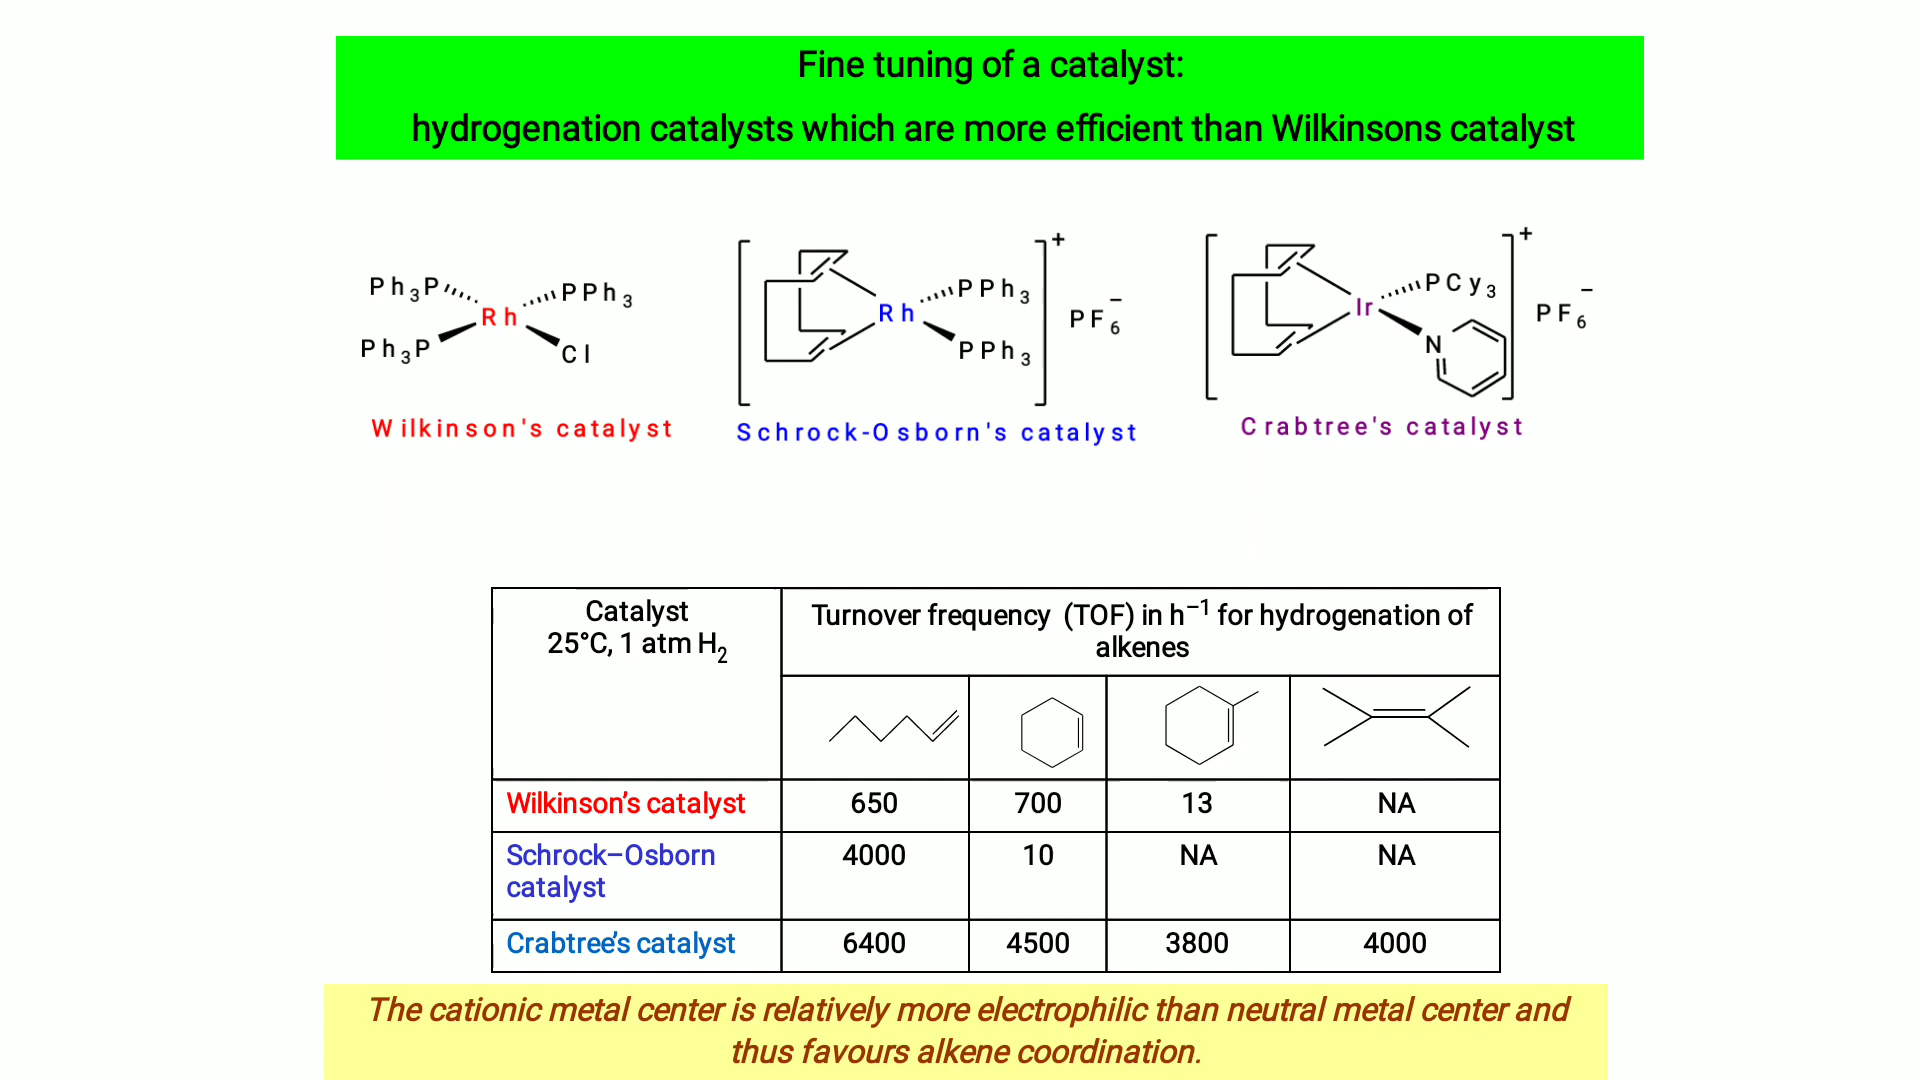 Fine tuning of a catalyst:
hydrogenation catalysts which are more efficient than Wilkinsons catalyst
Ph₃P PPh₃
Rh
Ph₃P Cl
Wilkinson's catalyst
[ ]⁺
Rh
PPh₃
PPh₃
PF₆⁻
Schrock-Osborn's catalyst
[ ]⁺
Ir
PCy₃
N
PF₆⁻
Crabtree's catalyst
Catalyst
25°C, 1 atm H₂
Turnover frequency (TOF) in h⁻¹ for hydrogenation of
alkenes
Wilkinson’s catalyst 650 700 13 NA
Schrock–Osborn
catalyst 4000 10 NA NA
Crabtree’s catalyst 6400 4500 3800 4000
The cationic metal center is relatively more electrophilic than neutral metal center and
thus favours alkene coordination.